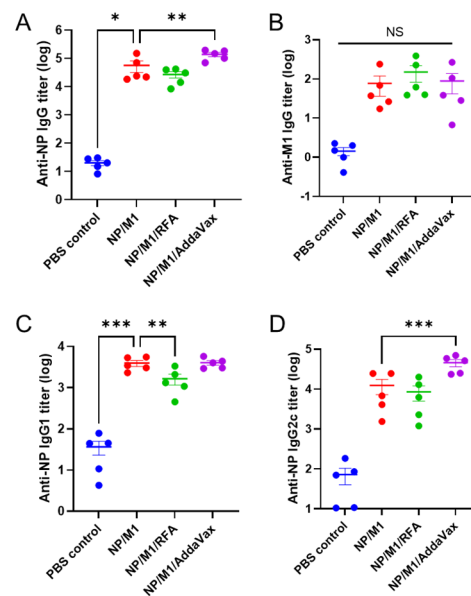 A
Anti-NP IgG titer (log)
6
5
4
3
2
1
0
* **
PBS control
NP/M1
NP/M1/RFA
NP/M1/AddaVax
B
Anti-M1 IgG titer (log)
3
2
1
0
-1
NS
PBS control
NP/M1
NP/M1/RFA
NP/M1/AddaVax
C
Anti-NP IgG1 titer (log)
4
3
2
1
0
*** **
PBS control
NP/M1
NP/M1/RFA
NP/M1/AddaVax
D
Anti-NP IgG2c titer (log)
5
4
3
2
1
***
PBS control
NP/M1
NP/M1/RFA
NP/M1/AddaVax